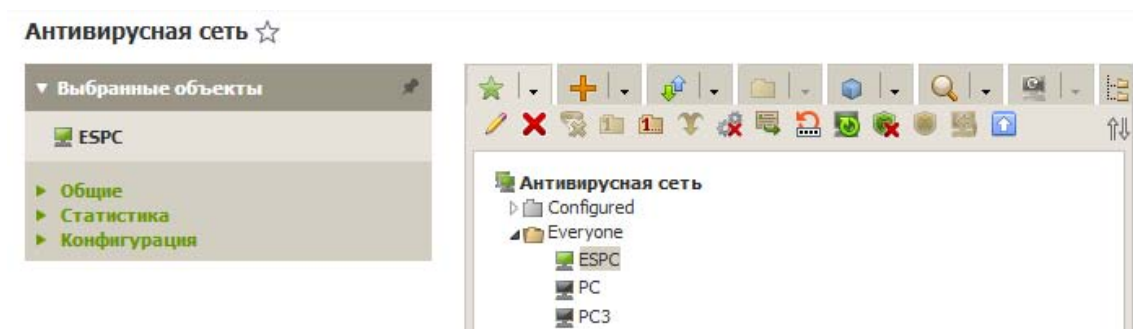 Антивирусная сеть
Выбранные объекты
ESPC
Общие
Статистика
Конфигурация
Антивирусная сеть
Configured
Everyone
ESPC
PC
PC3